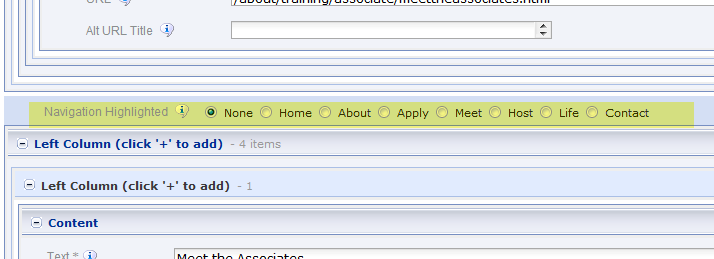 URL /about/training/associate/meettheassociates.html
Alt URL Title
Navigation Highlighted None Home About Apply Meet Host Life Contact
Left Column (click '+' to add) - 4 items
Left Column (click '+' to add) - 1
Content
Text * Meet the Associates